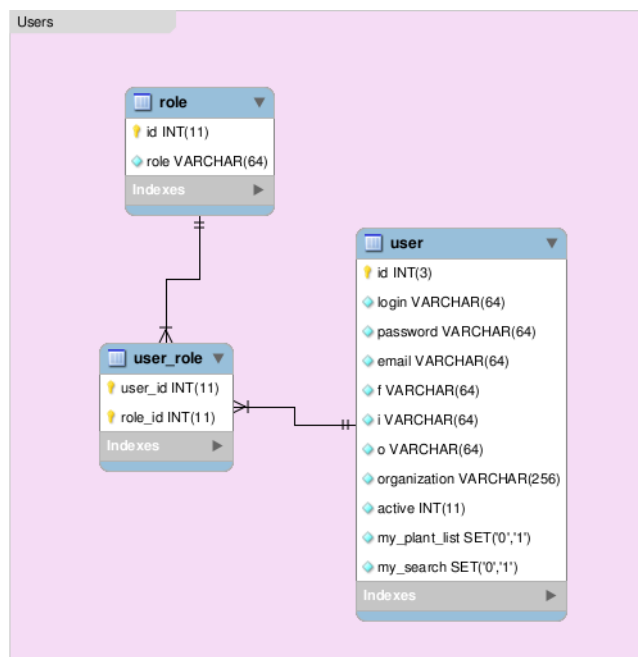 Users
role
id INT(11)
role VARCHAR(64)
Indexes
user
id INT(3)
login VARCHAR(64)
password VARCHAR(64)
email VARCHAR(64)
f VARCHAR(64)
i VARCHAR(64)
o VARCHAR(64)
organization VARCHAR(256)
active INT(11)
my_plant_list SET('0','1')
my_search SET('0','1')
Indexes
user_role
user_id INT(11)
role_id INT(11)
Indexes